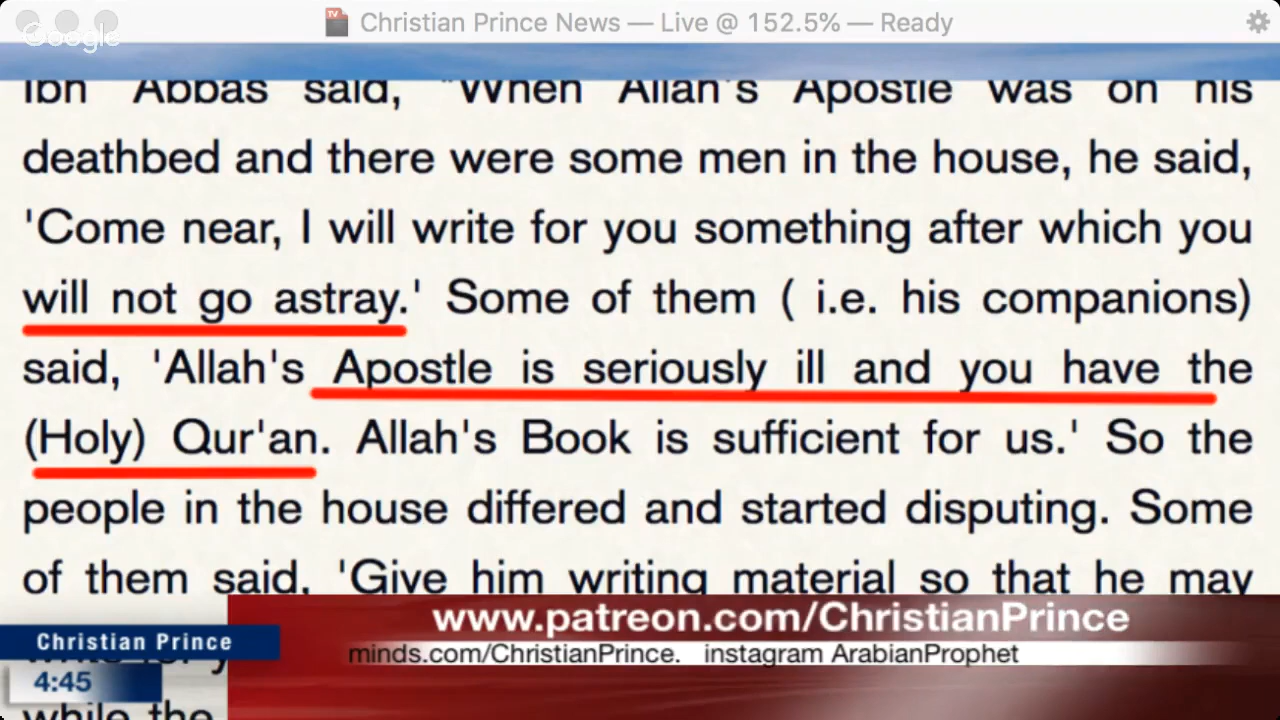 Christian Prince News — Live @ 152.5% — Ready
Google
Ibn 'Abbas said, "When Allah's Apostle was on his
deathbed and there were some men in the house, he said,
'Come near, I will write for you something after which you
will not go astray.' Some of them ( i.e. his companions)
said, 'Allah's Apostle is seriously ill and you have the
(Holy) Qur'an. Allah's Book is sufficient for us.' So the
people in the house differed and started disputing. Some
of them said, 'Give him writing material so that he may
www.patreon.com/ChristianPrince
Christian Prince
minds.com/ChristianPrince. instagram ArabianProphet
4:45
while the